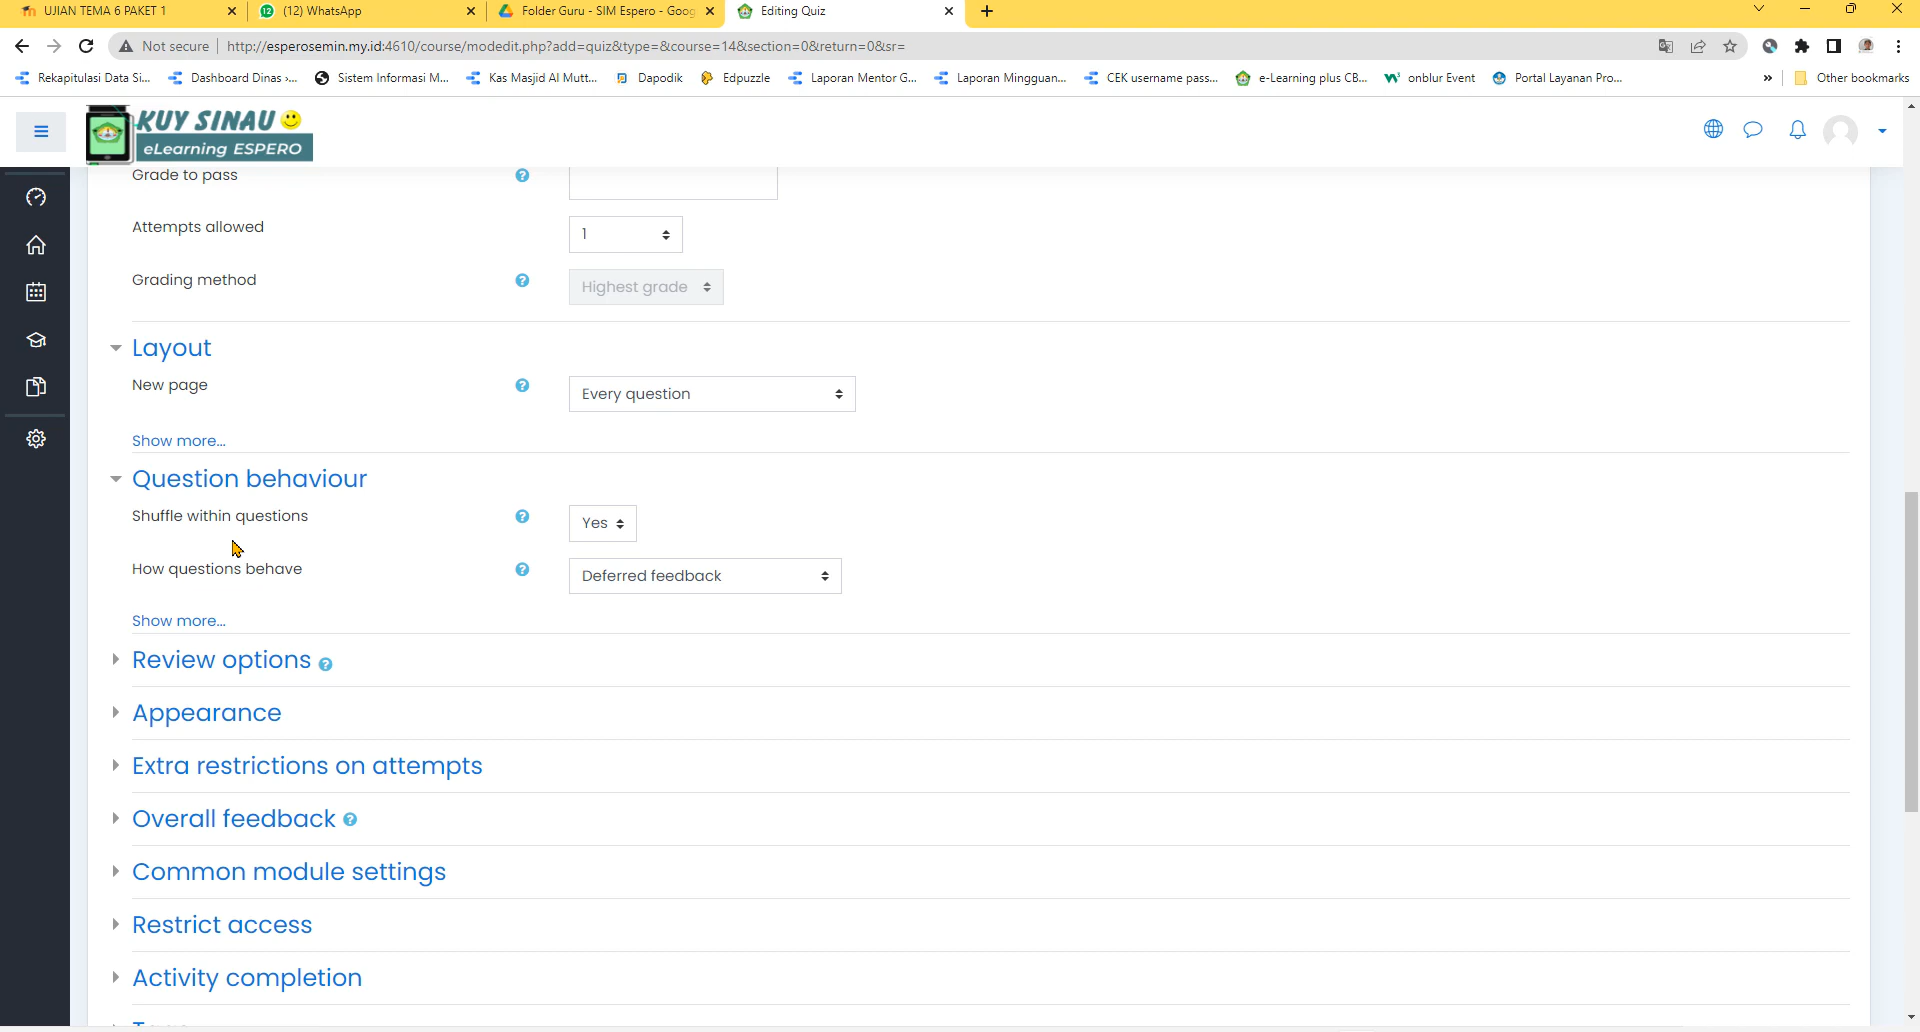 UJIAN TEMA 6 PAKET 1
12
(12) WhatsApp
Folder Guru - SIM Espero - Goog
Editing Quiz
Not secure
http://esperosemin.my.id:4610/course/modedit.php?add=quiz&type=&course=14&section=0&return=0&sr=
Rekapitulasi Data Si...
Dashboard Dinas ›...
Sistem Informasi M...
Kas Masjid Al Mutt...
Dapodik
Edpuzzle
Laporan Mentor G...
Laporan Mingguan...
CEK username pass...
e-Learning plus CB...
onblur Event
Portal Layanan Pro...
»
Other bookmarks
KUY SINAU
eLearning ESPERO
Grade to pass
Attempts allowed
1
Grading method
Highest grade
Layout
New page
Every question
Show more...
Question behaviour
Shuffle within questions
Yes
How questions behave
Deferred feedback
Show more...
Review options
Appearance
Extra restrictions on attempts
Overall feedback
Common module settings
Restrict access
Activity completion